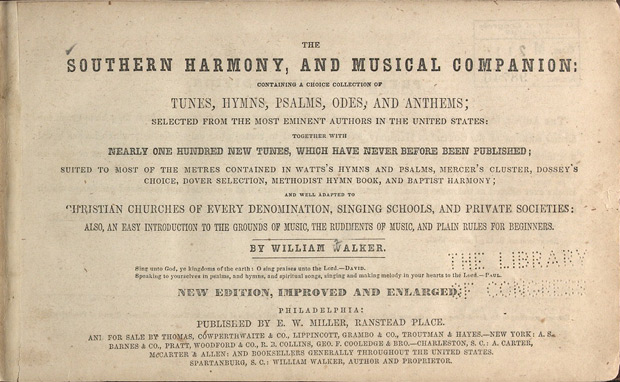 THE
SOUTHERN HARMONY, AND MUSICAL COMPANION:
CONTAINING A CHOICE COLLECTION OF
TUNES, HYMNS, PSALMS, ODES, AND ANTHEMS;
SELECTED FROM THE MOST EMINENT AUTHORS IN THE UNITED STATES:
TOGETHER WITH
NEARLY ONE HUNDRED NEW TUNES, WHICH HAVE NEVER BEFORE BEEN PUBLISHED;
SUITED TO MOST OF THE METRES CONTAINED IN WATTS'S HYMNS AND PSALMS, MERCER'S CLUSTER, DOSSEY'S
CHOICE, DOVER SELECTION, METHODIST HYMN BOOK, AND BAPTIST HARMONY;
AND WELL ADAPTED TO
CHRISTIAN CHURCHES OF EVERY DENOMINATION, SINGING SCHOOLS, AND PRIVATE SOCIETIES:
ALSO, AN EASY INTRODUCTION TO THE GROUNDS OF MUSIC, THE RUDIMENTS OF MUSIC, AND PLAIN RULES FOR BEGINNERS.
BY WILLIAM WALKER.
Sing unto God, ye kingdoms of the earth: O sing praises unto the Lord.—DAVID.
Speaking to yourselves in psalms, and hymns, and spiritual songs, singing and making melody in your hearts to the Lord.—PAUL.
THE LIBRARY
OF CONGRESS
NEW EDITION, IMPROVED AND ENLARGED.
PHILADELPHIA:
PUBLISHED BY E. W. MILLER, RANSTEAD PLACE.
AND FOR SALE BY THOMAS, COWPERTHWAITE & CO., LIPPINCOTT, GRAMBO & CO., TROUTMAN & HAYES.—NEW YORK: A. S.
BARNES & CO., PRATT, WOODFORD & CO., R. B. COLLINS, GEO. F. COOLEDGE & BRO.—CHARLESTON, S. C.: A. CARTER,
McCARTER & ALLEN: AND BOOKSELLERS GENERALLY THROUGHOUT THE UNITED STATES.
SPARTANBURG, S. C.: WILLIAM WALKER, AUTHOR AND PROPRIETOR.